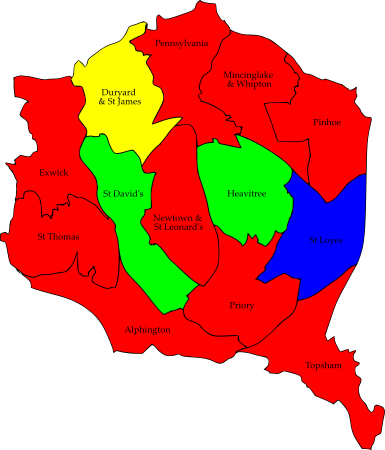 Pennsylvania
Mincinglake
& Whipton
Duryard
& St James
Pinhoe
Exwick
St David's
Heavitree
Newtown &
St Leonard's
St Thomas
St Loyes
Priory
Alphington
Topsham